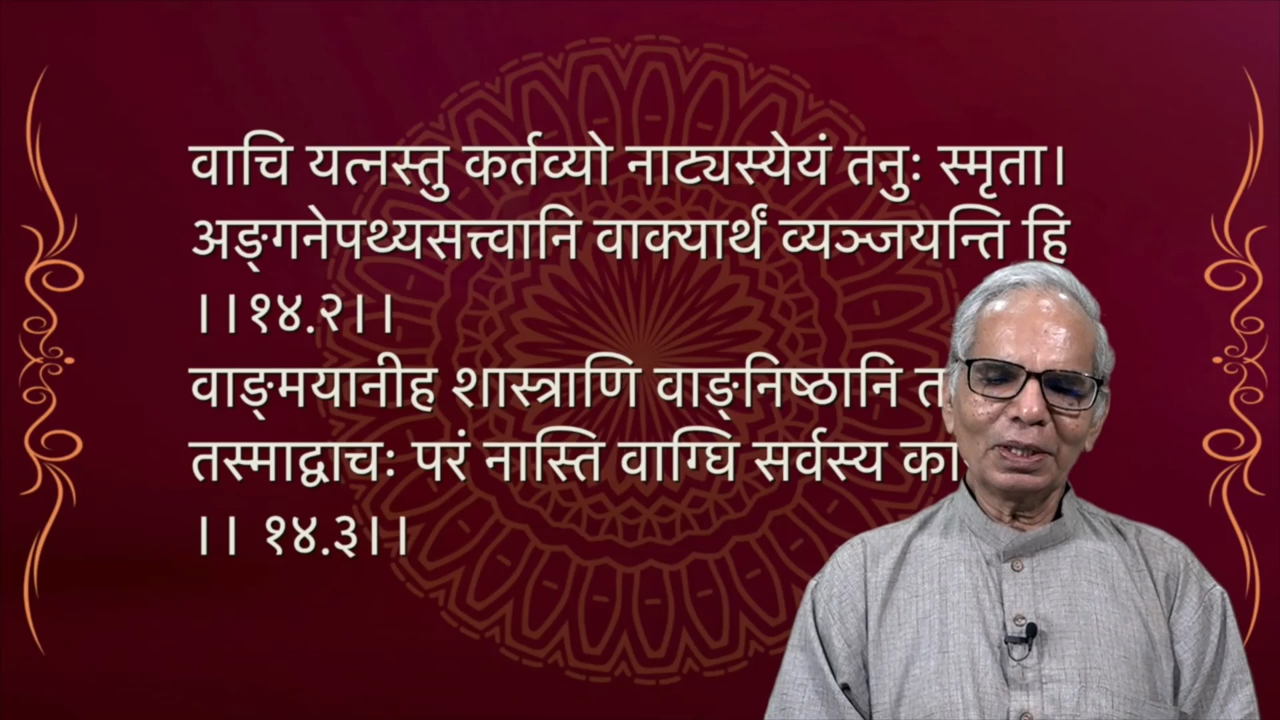 वाचि यत्नस्तु कर्तव्यो नाट्यस्येयं तनुः स्मृता।
अङ्गनेपथ्यसत्त्वानि वाक्यार्थं व्यञ्जयन्ति हि
।।१४.२।।
वाङ्मयानीह शास्त्राणि वाङ्निष्ठानि
तस्माद्वाचः परं नास्ति वाग्घि सर्वस्य
।। १४.३।।